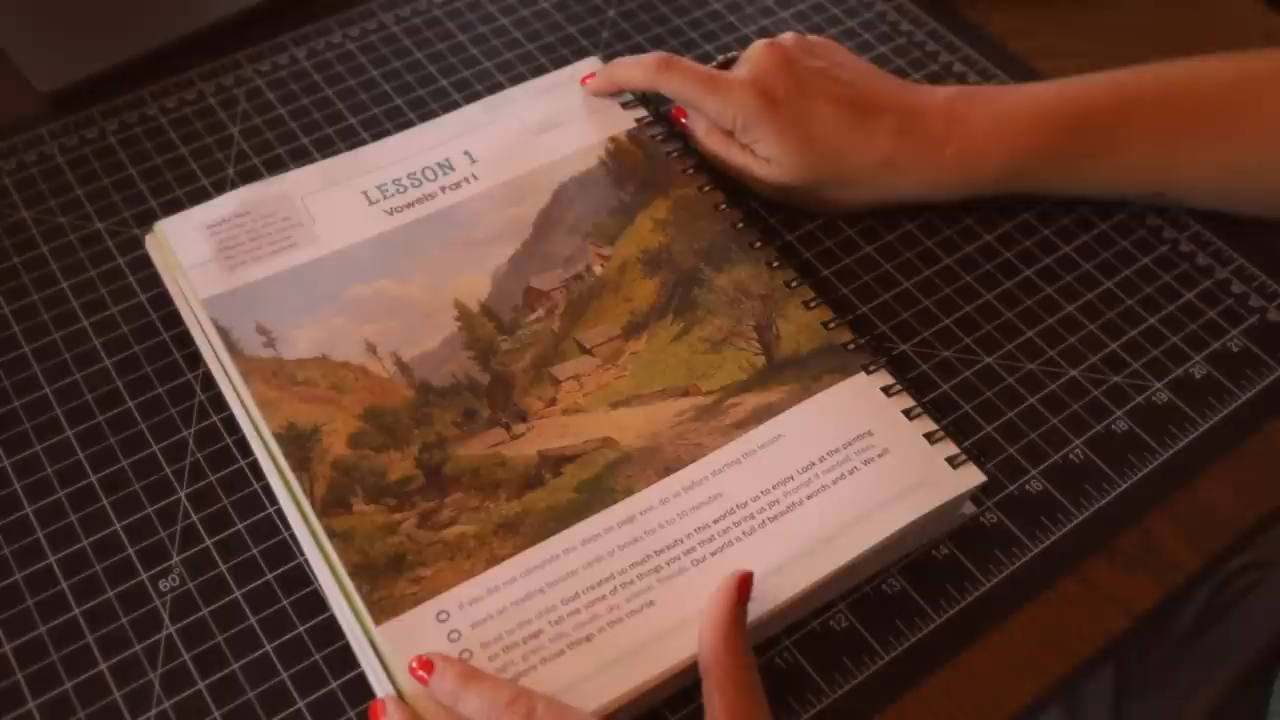 LESSON 1
Vowels: Part 1
If you did not complete the steps on page xviii, do so before starting this lesson.
Work on reading booster cards or books for 6 to 10 minutes.
Read to the child: God created so much beauty in this world for us to enjoy. Look at the painting
on this page. Tell me some of the things you see that can bring us joy. Prompt if needed: trees,
light, grass, hills, clouds, sky, animal, friends. Our world is full of beautiful words and art. We will
those things in this course.
60°
11
12
13
14
15
16
17
18
19
20
21